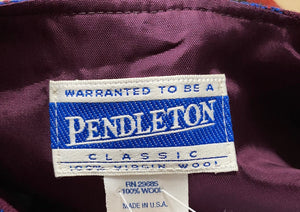 WARRANTED TO BE A
PENDLETON
CLASSIC
100% VIRGIN WOOL
RN 29685
100% WOOL
MADE IN U.S.A.